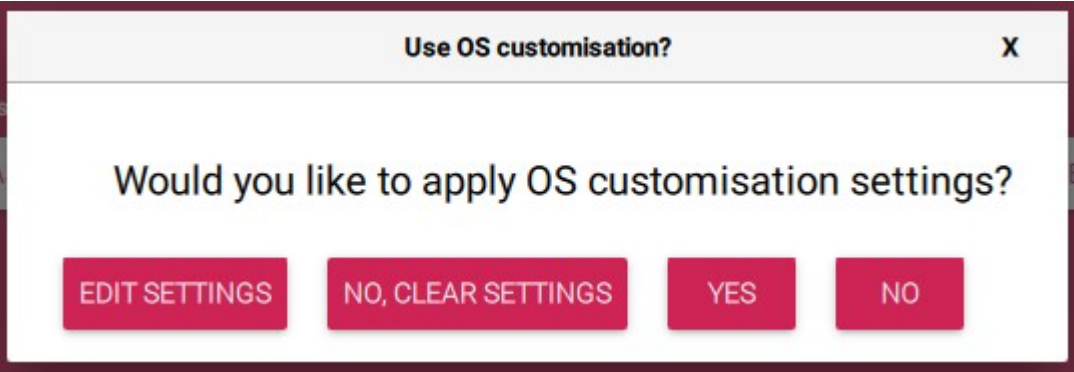 Use OS customisation? X
Would you like to apply OS customisation settings?
EDIT SETTINGS NO, CLEAR SETTINGS YES NO